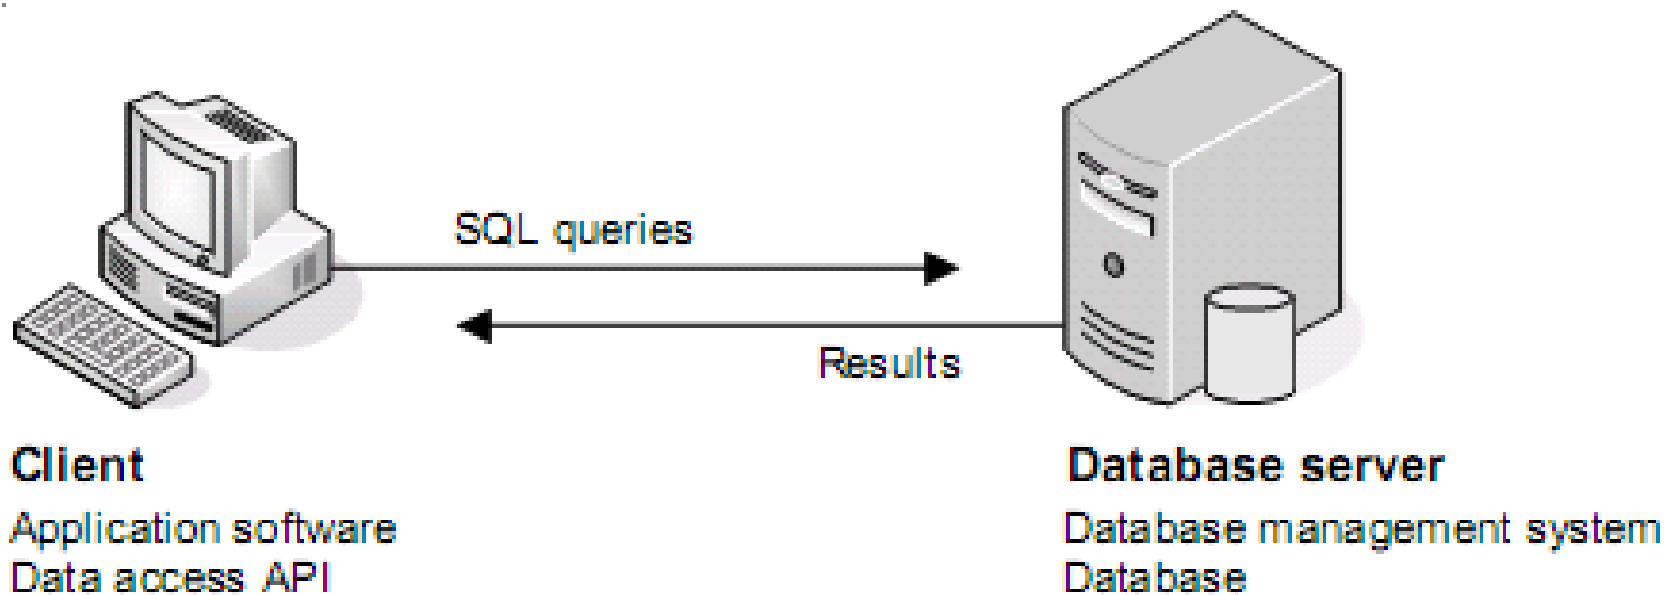 SQL queries
Results
Client
Application software
Data access API
Database server
Database management system
Database